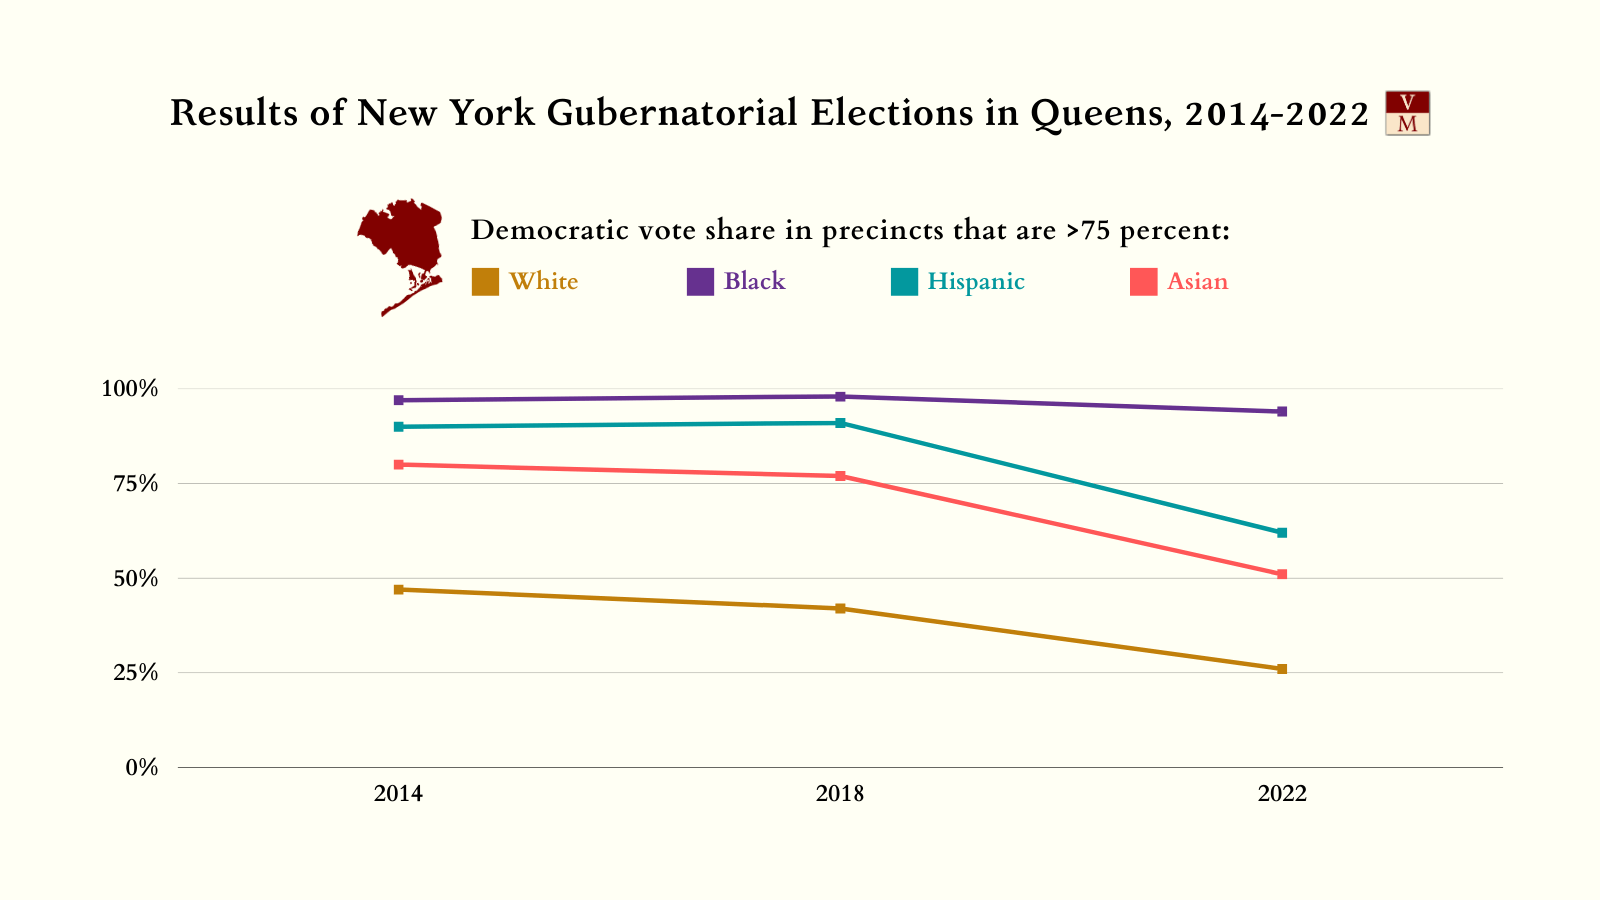 Results of New York Gubernatorial Elections in Queens, 2014-2022
V
M
Democratic vote share in precincts that are >75 percent:
White Black Hispanic Asian
100%
75%
50%
25%
0%
2014 2018 2022